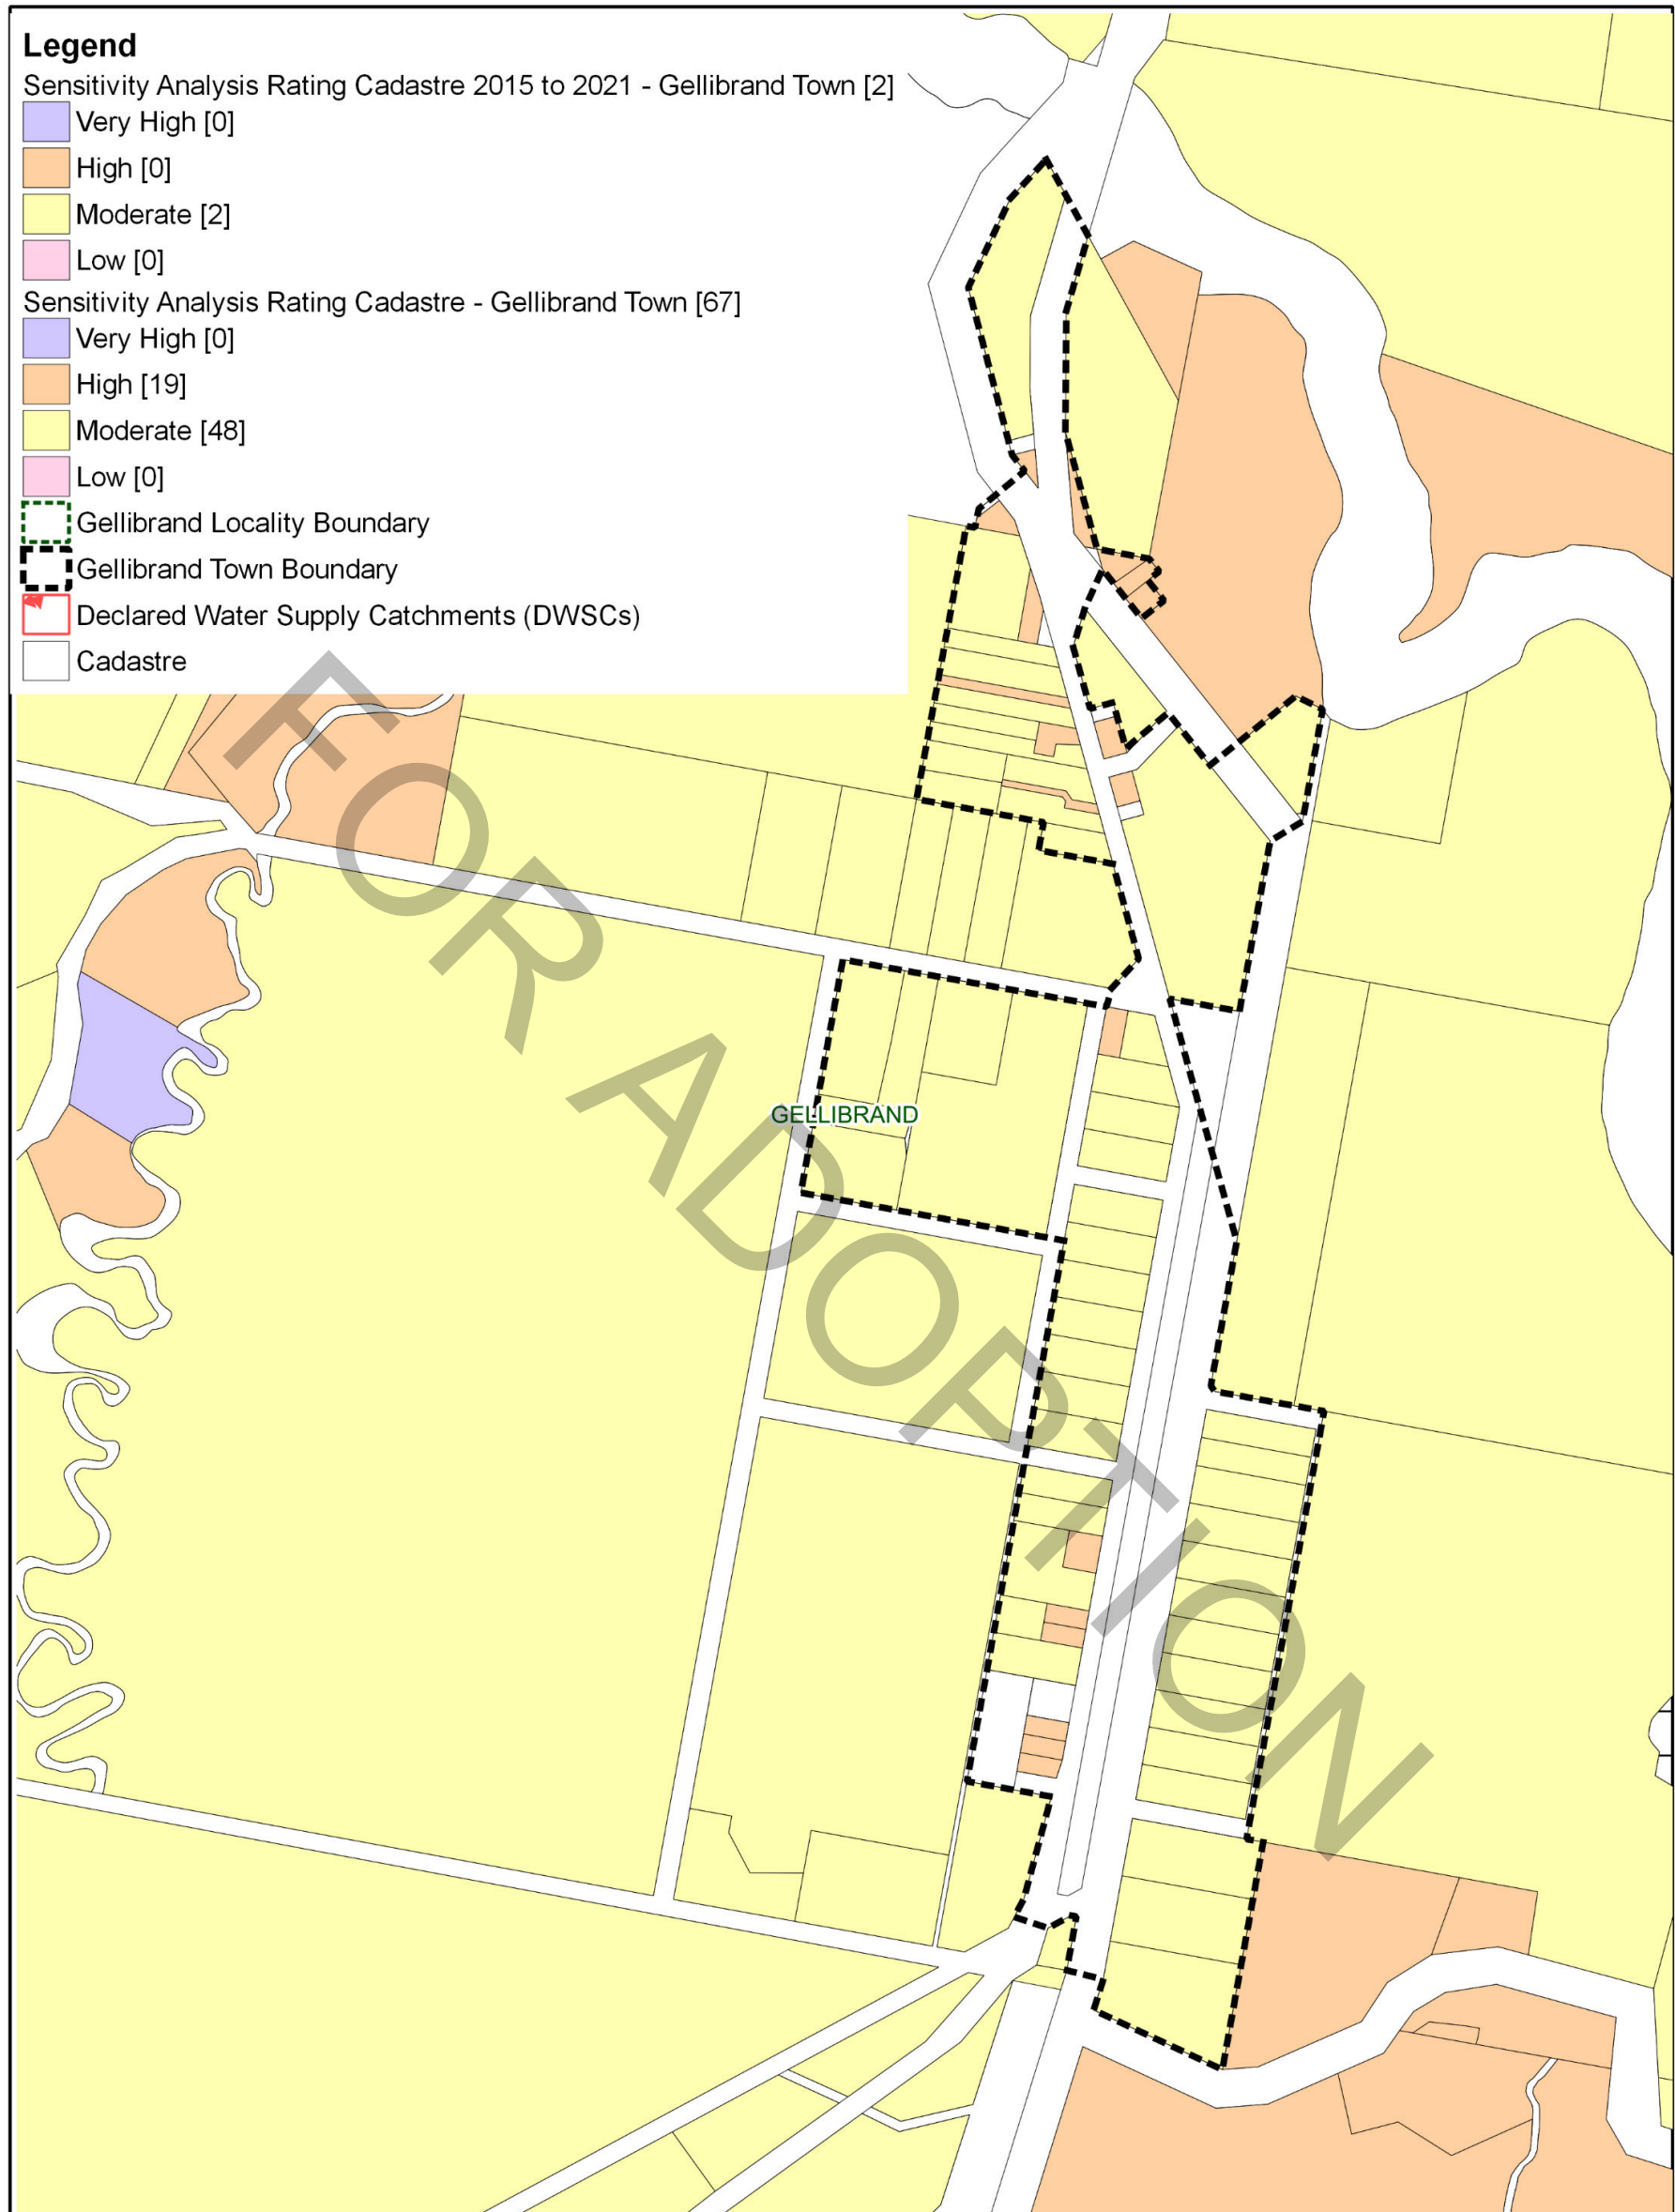 Legend
Sensitivity Analysis Rating Cadastre 2015 to 2021 - Gellibrand Town [2]
Very High [0]
High [0]
Moderate [2]
Low [0]
Sensitivity Analysis Rating Cadastre - Gellibrand Town [67]
Very High [0]
High [19]
Moderate [48]
Low [0]
Gellibrand Locality Boundary
Gellibrand Town Boundary
Declared Water Supply Catchments (DWSCs)
Cadastre
GELLIBRAND
FOR ADOPTION